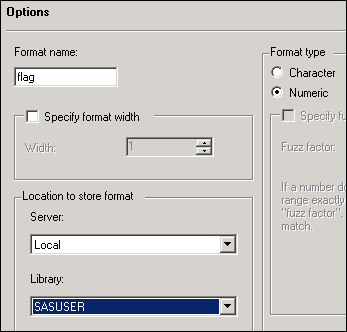 Options
Format name:
flag
Specify format width
Width:
1
Location to store format
Server:
Local
Library:
SASUSER
Format type
Character
Numeric
Specify fu
Fuzz factor:
If a number do
range exactly
"fuzz factor",
match.